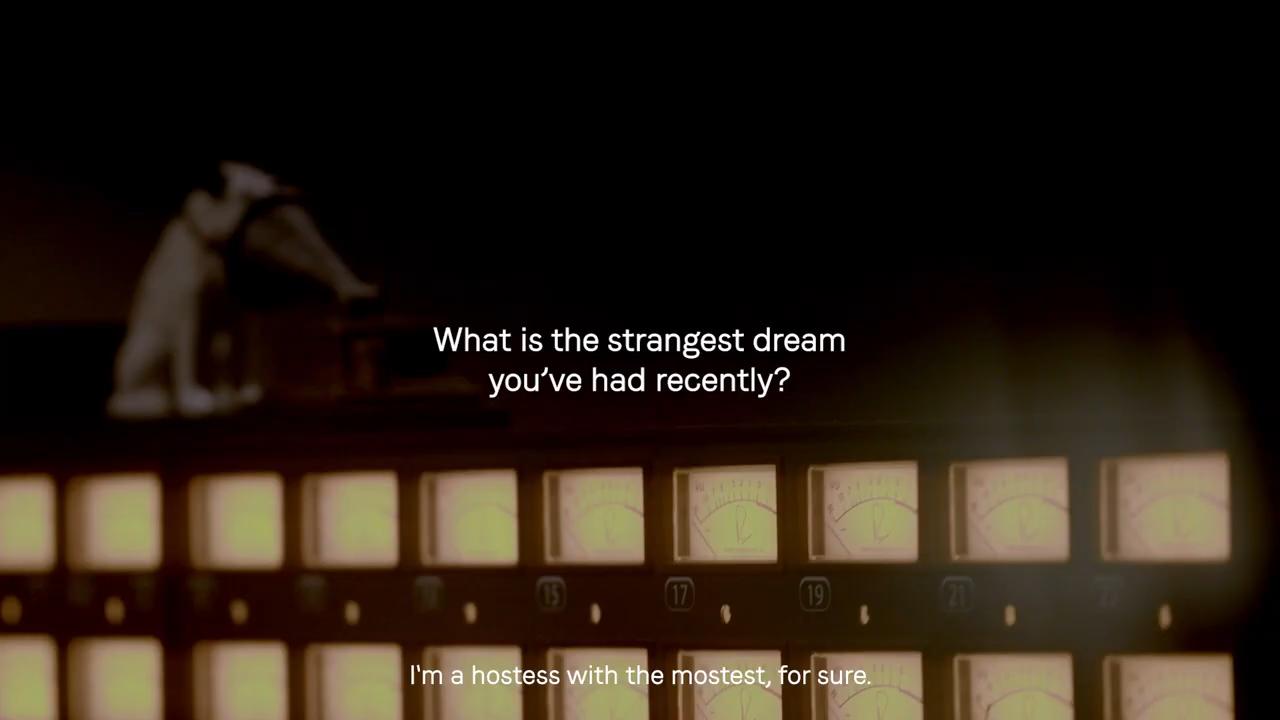 What is the strangest dream
you’ve had recently?
15
17
19
21
I'm a hostess with the mostest, for sure.